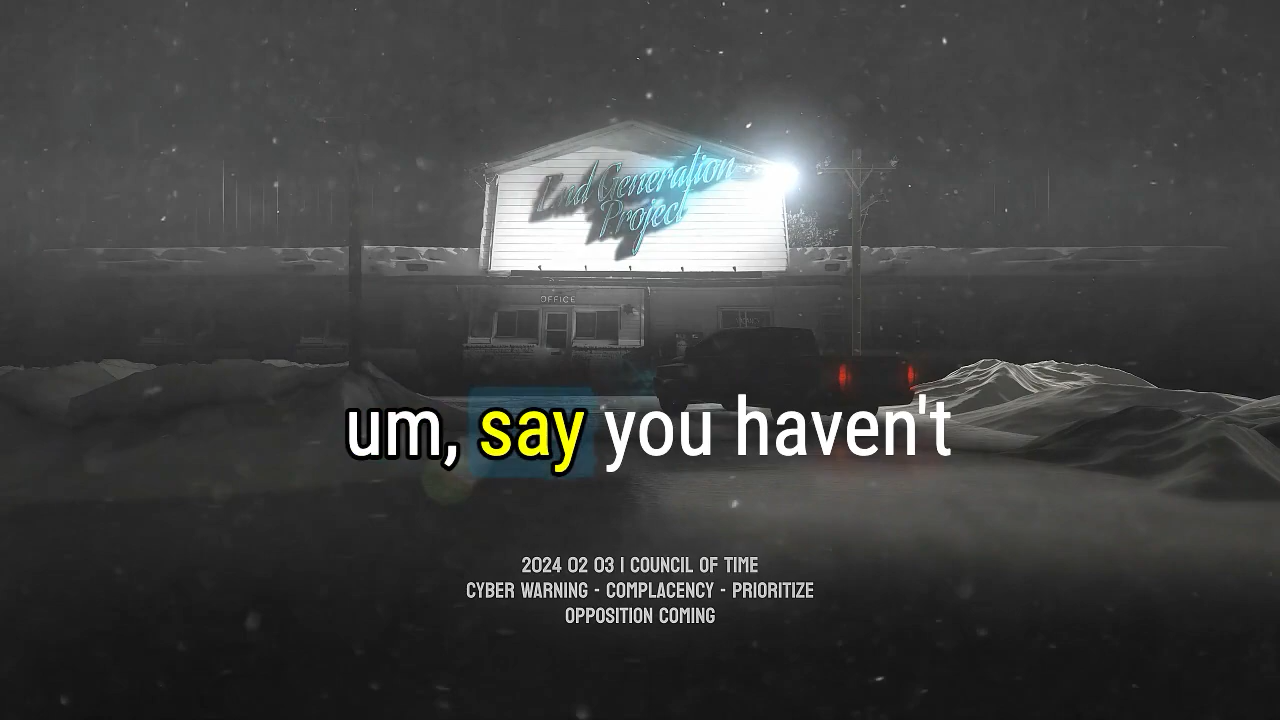 End Generation
Project
OFFICE
um, say you haven't
2024 02 03 | COUNCIL OF TIME
CYBER WARNING - COMPLACENCY - PRIORITIZE
OPPOSITION COMING